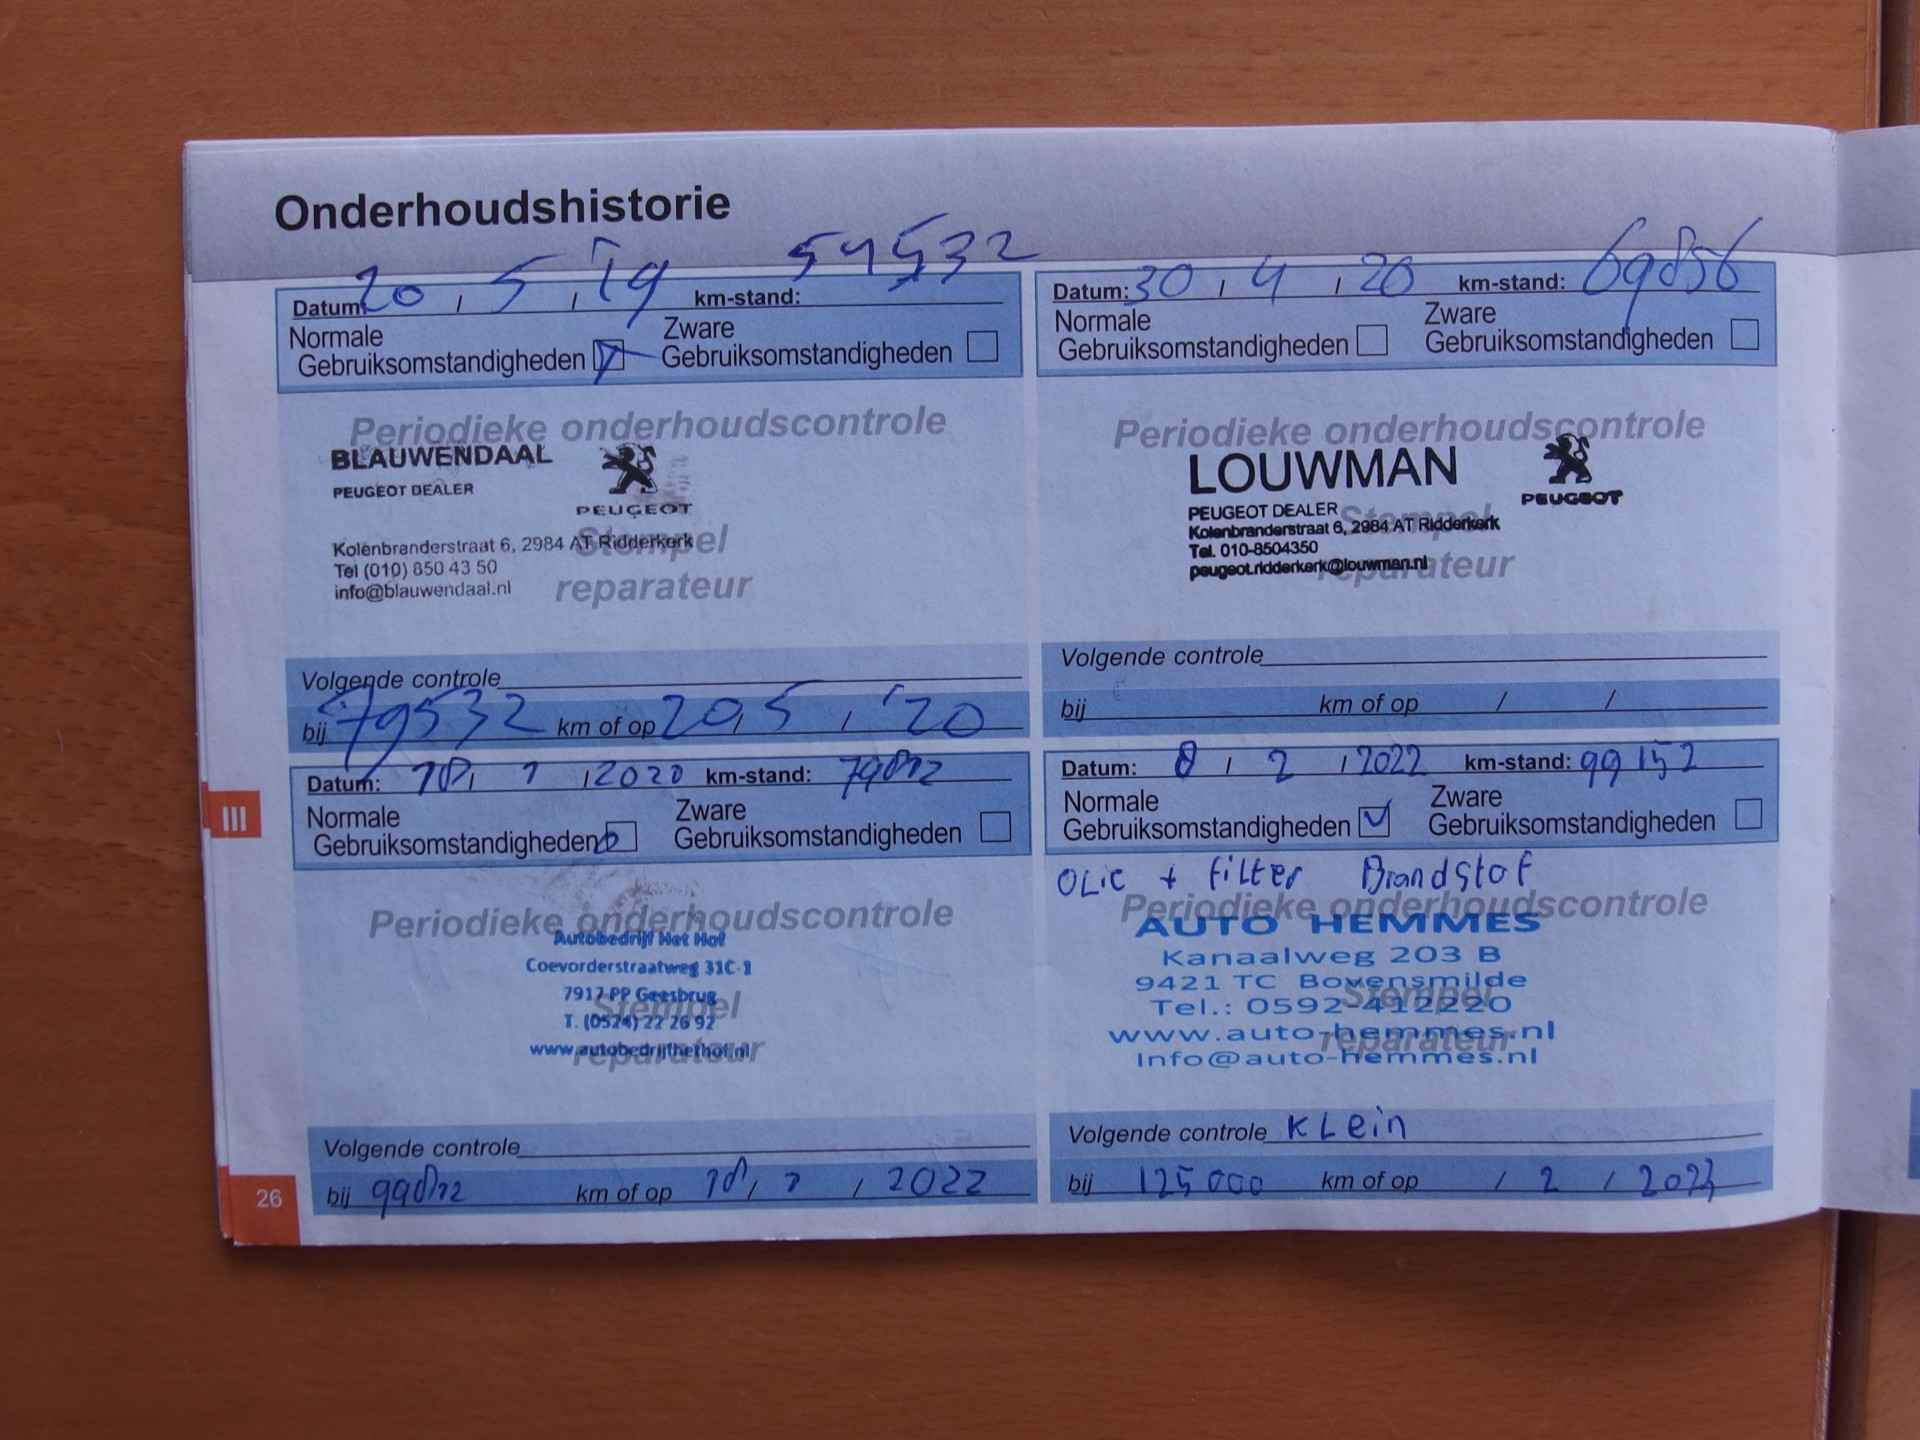 Onderhoudshistorie
Datum: 20 / 5 / '19 km-stand: 54532
Normale
Gebruiksomstandigheden
Zware
Gebruiksomstandigheden
Periodieke onderhoudscontrole
BLAUWENDAAL
PEUGEOT DEALER
PEUGEOT
Stempel
Kolenbranderstraat 6, 2984 AT Ridderkerk
Tel (010) 850 43 50
info@blauwendaal.nl
reparateur
Volgende controle
bij 79532 km of op 20 / 5 / '20
Datum: 30 / 4 / 20 km-stand: 69856
Normale
Gebruiksomstandigheden
Zware
Gebruiksomstandigheden
Periodieke onderhoudscontrole
LOUWMAN
PEUGEOT DEALER
PEUGEOT
Stempel
Kolenbranderstraat 6, 2984 AT Ridderkerk
Tel. 010-8504350
peugeot.ridderkerk@louwman.nl
reparateur
Volgende controle
bij km of op / /
Datum: / / km-stand:
Normale
Gebruiksomstandigheden
Zware
Gebruiksomstandigheden
Periodieke onderhoudscontrole
Autobedrijf Het Hof
Coevorderstraatweg 31C-1
7917 PP Geesbrug
Stempel
T. (0524) 22 26 92
www.autobedrijfhethof.nl
reparateur
Volgende controle
bij km of op / / 2022
Datum: 8 / 2 / 2022 km-stand: 99152
Normale
Gebruiksomstandigheden
Zware
Gebruiksomstandigheden
OLie + Filter Brandstof
Periodieke onderhoudscontrole
AUTO HEMMES
Kanaalweg 203 B
9421 TC Bovensmilde
Stempel
Tel.: 0592-412220
www.auto-hemmes.nl
reparateur
Info@auto-hemmes.nl
Volgende controle KLein
bij 125000 km of op / 2 /
III
26